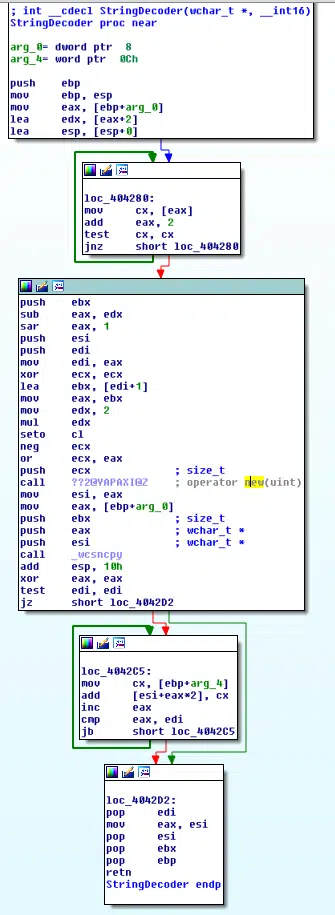 ; int __cdecl StringDecoder(wchar_t *, __int16)
StringDecoder proc near
arg_0= dword ptr  8
arg_4= word ptr  0Ch
push    ebp
mov     ebp, esp
mov     eax, [ebp+arg_0]
lea     edx, [eax+2]
lea     esp, [esp+0]
loc_404280:
mov     cx, [eax]
add     eax, 2
test    cx, cx
jnz     short loc_404280
push    ebx
sub     eax, edx
sar     eax, 1
push    esi
push    edi
mov     edi, eax
xor     ecx, ecx
lea     ebx, [edi+1]
mov     eax, ebx
mov     edx, 2
mul     edx
seto    cl
neg     ecx
or      ecx, eax
push    ecx             ; size_t
call    ??2@YAPAXI@Z    ; operator new(uint)
mov     esi, eax
mov     eax, [ebp+arg_0]
push    ebx             ; size_t
push    eax             ; wchar_t *
push    esi             ; wchar_t *
call    _wcsncpy
add     esp, 10h
xor     eax, eax
test    edi, edi
jz      short loc_4042D2
loc_4042C5:
mov     cx, [ebp+arg_4]
add     [esi+eax*2], cx
inc     eax
cmp     eax, edi
jb      short loc_4042C5
loc_4042D2:
pop     edi
mov     eax, esi
pop     esi
pop     ebx
pop     ebp
retn
StringDecoder endp